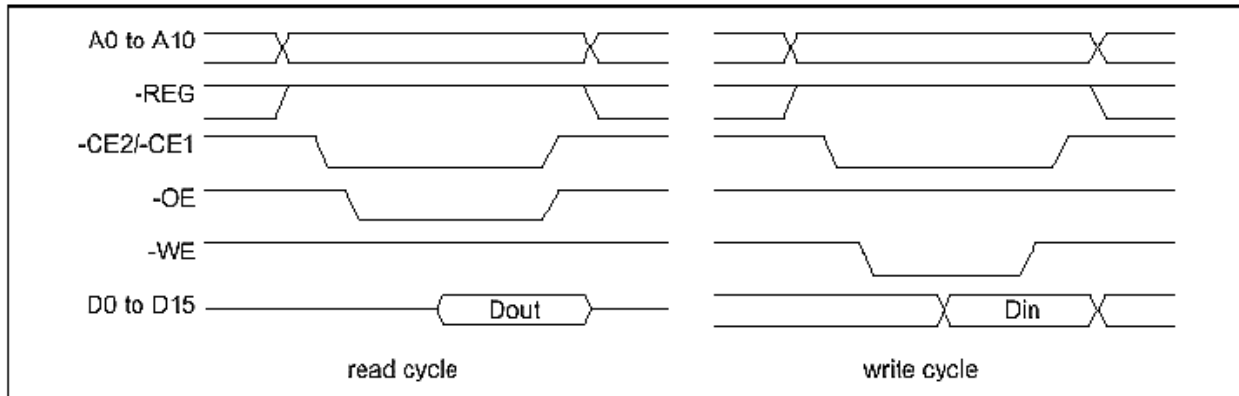 A0 to A10
-REG
-CE2/-CE1
-OE
-WE
D0 to D15 Dout Din
read cycle write cycle